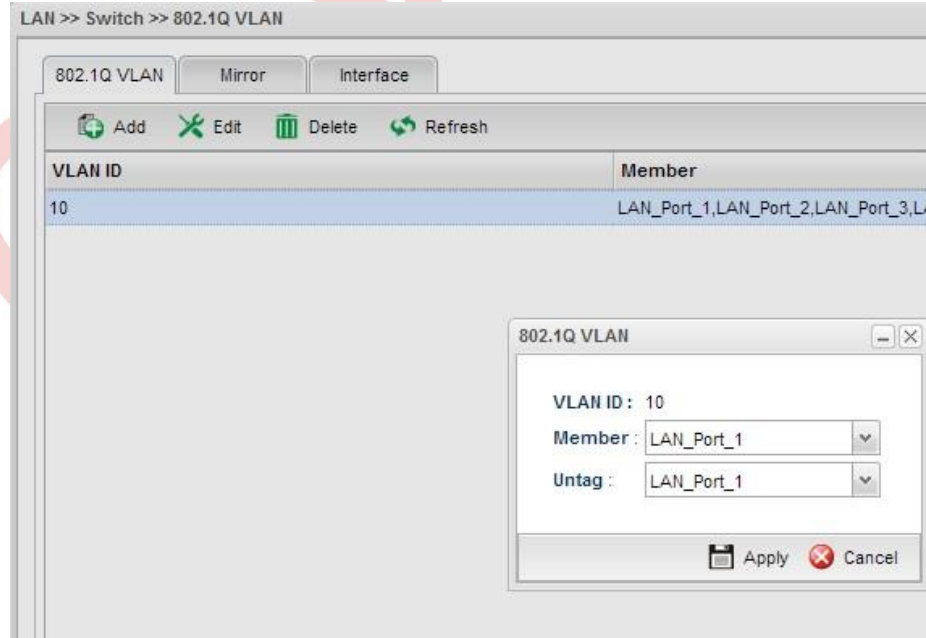 LAN >> Switch >> 802.1Q VLAN
802.1Q VLAN Mirror Interface
Add Edit Delete Refresh
VLAN ID Member
10 LAN_Port_1,LAN_Port_2,LAN_Port_3,L
802.1Q VLAN
VLAN ID : 10
Member : LAN_Port_1
Untag : LAN_Port_1
Apply Cancel